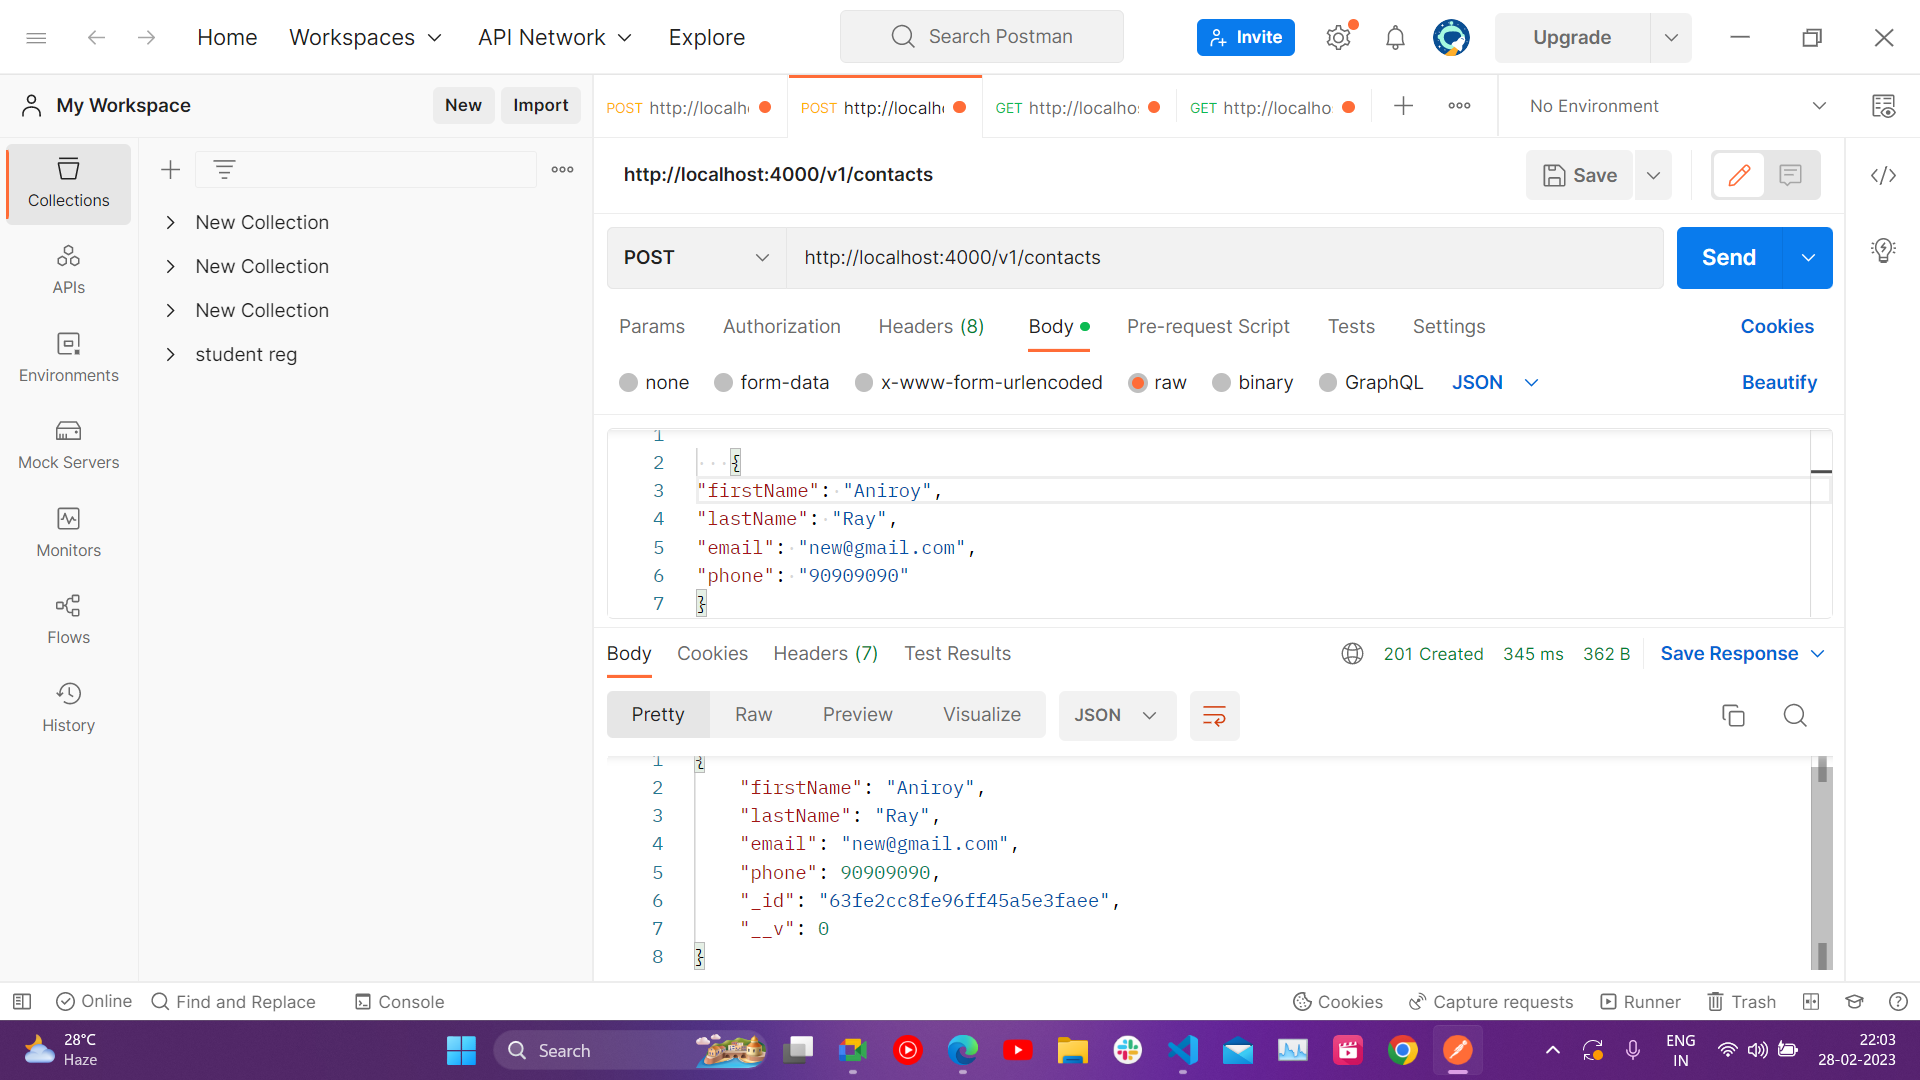 Home
Workspaces
API Network
Explore
Search Postman
Invite
Upgrade
My Workspace
New
Import
POST http://localh
POST http://localh
GET http://localho
GET http://localho
No Environment
Collections
APIs
Environments
Mock Servers
Monitors
Flows
History
New Collection
New Collection
New Collection
student reg
http://localhost:4000/v1/contacts
Save
POST
http://localhost:4000/v1/contacts
Send
Params
Authorization
Headers (8)
Body
Pre-request Script
Tests
Settings
Cookies
none
form-data
x-www-form-urlencoded
raw
binary
GraphQL
JSON
Beautify
1
2 {
3 "firstName": "Aniroy",
4 "lastName": "Ray",
5 "email": "new@gmail.com",
6 "phone": "90909090"
7 }
Body
Cookies
Headers (7)
Test Results
201 Created
345 ms
362 B
Save Response
Pretty
Raw
Preview
Visualize
JSON
1 {
2 "firstName": "Aniroy",
3 "lastName": "Ray",
4 "email": "new@gmail.com",
5 "phone": 90909090,
6 "_id": "63fe2cc8fe96ff45a5e3faee",
7 "__v": 0
8 }
Online
Find and Replace
Console
Cookies
Capture requests
Runner
Trash
28°C
Haze
Search
ENG
IN
22:03
28-02-2023